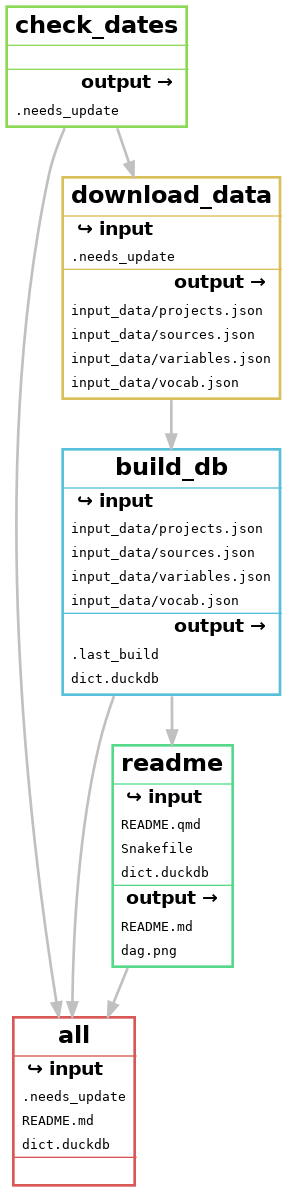 check_dates
output →
.needs_update
download_data
↪ input
.needs_update
output →
input_data/projects.json
input_data/sources.json
input_data/variables.json
input_data/vocab.json
build_db
↪ input
input_data/projects.json
input_data/sources.json
input_data/variables.json
input_data/vocab.json
output →
.last_build
dict.duckdb
readme
↪ input
README.qmd
Snakefile
dict.duckdb
output →
README.md
dag.png
all
↪ input
.needs_update
README.md
dict.duckdb